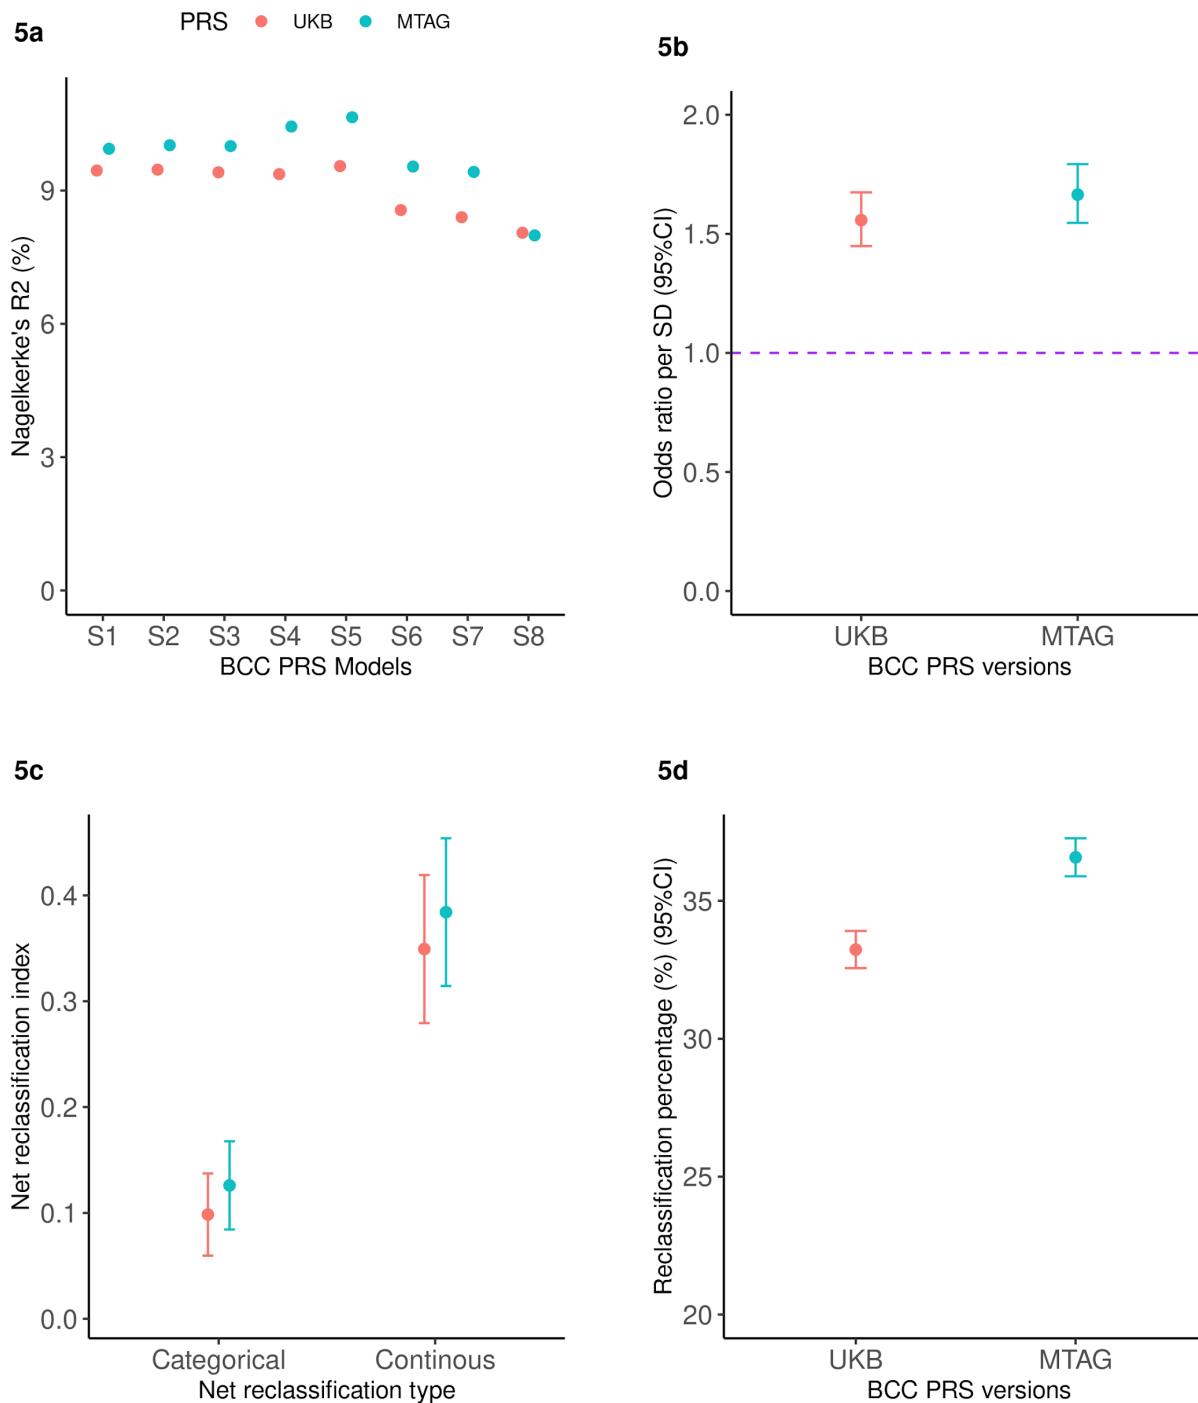 5a
PRS UKB MTAG
9
6
3
0
Nagelkerke's R2 (%)
S1 S2 S3 S4 S5 S6 S7 S8
BCC PRS Models
5b
2.0
1.5
1.0
0.5
0.0
Odds ratio per SD (95%CI)
UKB MTAG
BCC PRS versions
5c
0.4
0.3
0.2
0.1
0.0
Net reclassification index
Categorical Continous
Net reclassification type
5d
35
30
25
20
Reclassification percentage (%) (95%CI)
UKB MTAG
BCC PRS versions